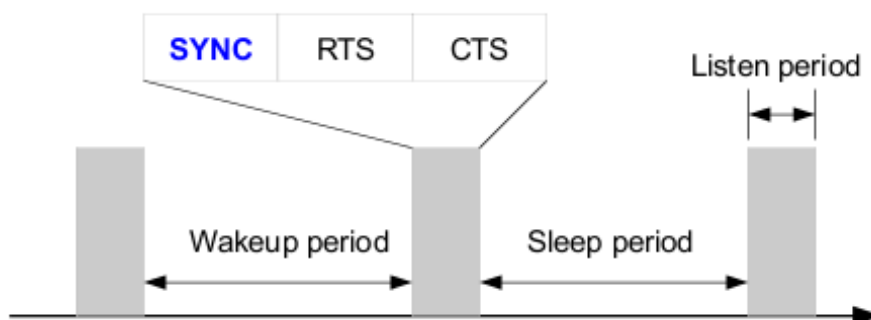 SYNC RTS CTS
Listen period
Wakeup period
Sleep period